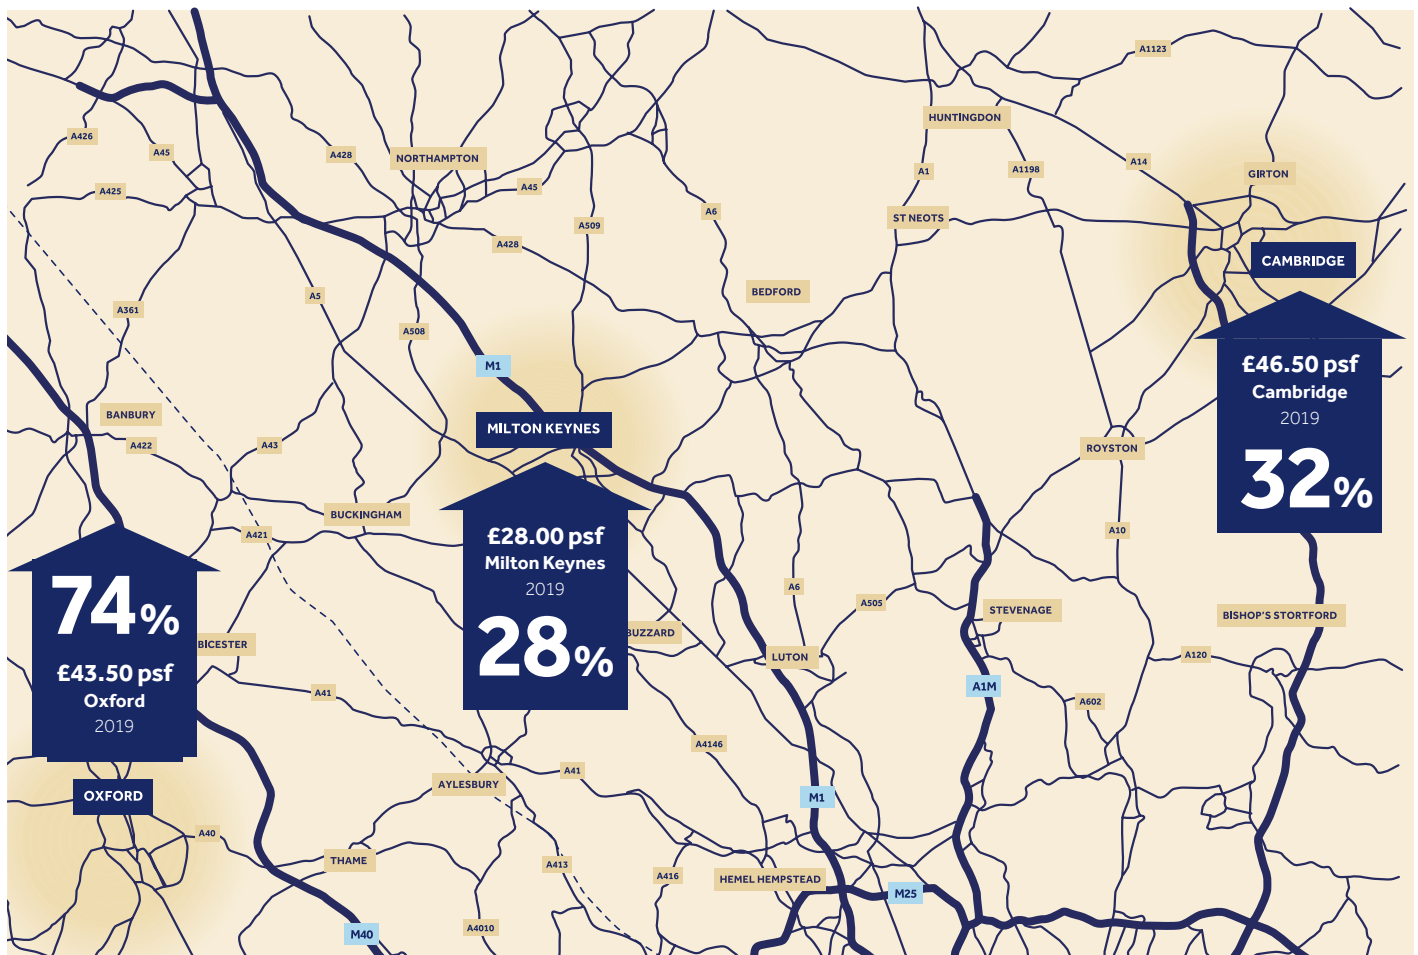 A1123
HUNTINGDON
A426
A45
A428
NORTHAMPTON
A14
A1
A1198
GIRTON
A425
A45
A6
A509
ST NEOTS
A428
CAMBRIDGE
BEDFORD
A5
A361
A508
M1
£46.50 psf
Cambridge
2019
32%
BANBURY
MILTON KEYNES
A422
A43
ROYSTON
BUCKINGHAM
A421
A10
£28.00 psf
Milton Keynes
2019
28%
74%
£43.50 psf
Oxford
2019
A6
A505
STEVENAGE
BISHOP'S STORTFORD
BUZZARD
BICESTER
LUTON
A120
A1M
A41
A602
A4146
A41
AYLESBURY
OXFORD
M1
A40
THAME
A413
A416
HEMEL HEMPSTEAD
M25
A4010
M40